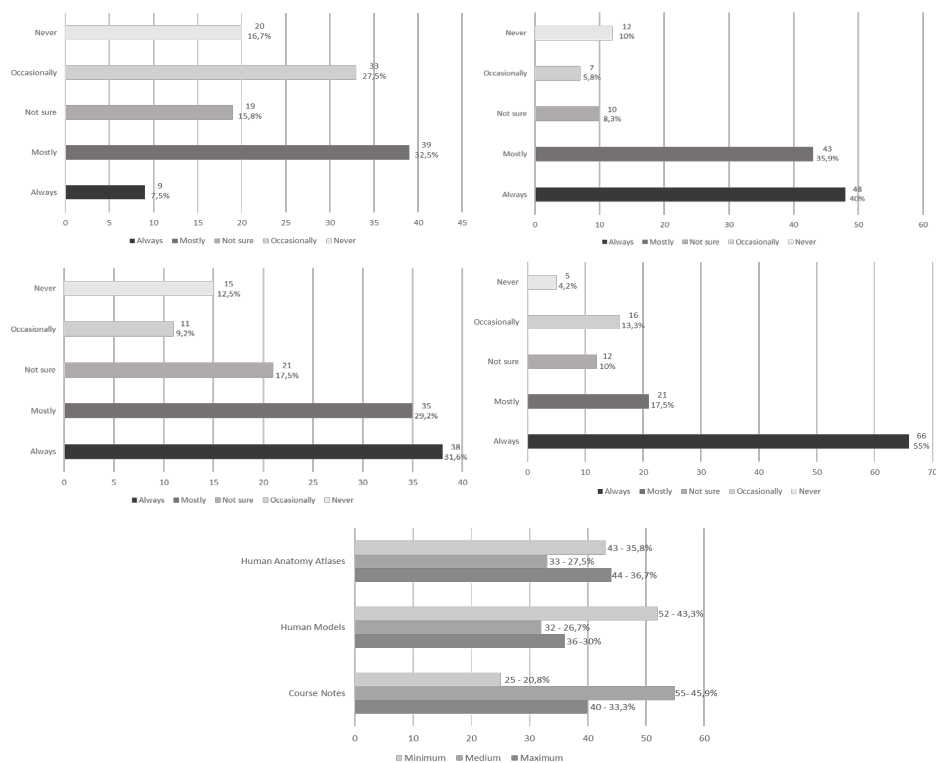 Never
20
16,7%
Occasionally
33
27,5%
Not sure
19
15,8%
Mostly
39
32,5%
Always
9
7,5%
0 5 10 15 20 25 30 35 40 45
Always Mostly Not sure Occasionally Never
Never
12
10%
Occasionally
7
5,8%
Not sure
10
8,3%
Mostly
43
35,9%
Always
48
40%
0 10 20 30 40 50 60
Always Mostly Not sure Occasionally Never
Never
15
12,5%
Occasionally
11
9,2%
Not sure
21
17,5%
Mostly
35
29,2%
Always
38
31,6%
0 5 10 15 20 25 30 35 40
Always Mostly Not sure Occasionally Never
Never
5
4,2%
Occasionally
16
13,3%
Not sure
12
10%
Mostly
21
17,5%
Always
66
55%
0 10 20 30 40 50 60 70
Always Mostly Not sure Occasionally Never
Human Anatomy Atlases
43 - 35,8%
33 - 27,5%
44 - 36,7%
Human Models
52 - 43,3%
32 - 26,7%
36 -30%
Course Notes
25 - 20,8%
55- 45,9%
40 - 33,3%
0 10 20 30 40 50 60
Minimum Medium Maximum